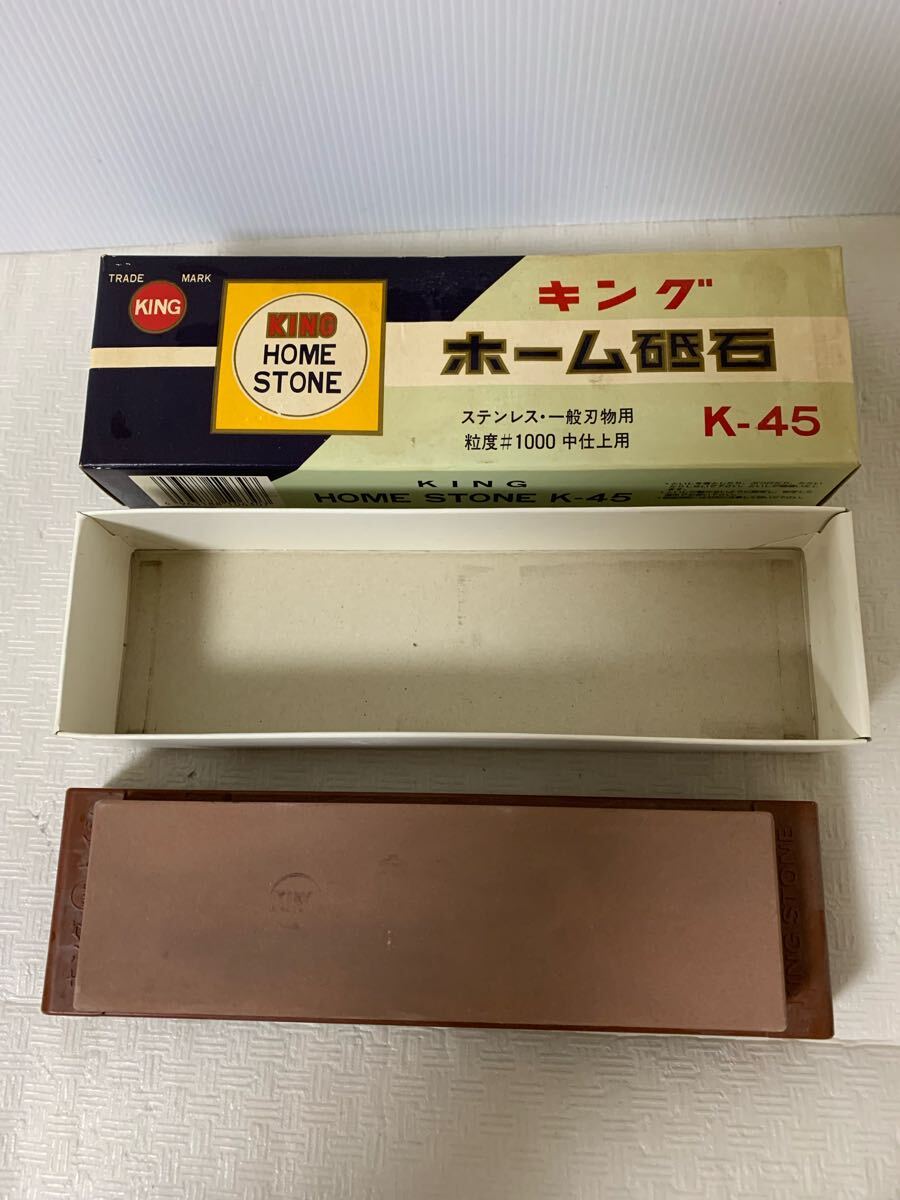 TRADE MARK
KING
KING
HOME
STONE
キング
ホーム砥石
ステンレス・一般刃物用
粒度#1000 中仕上用
K-45
KING
HOME STONE K-45
KING STONE